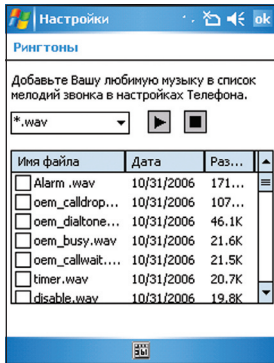 Настройки ok
Рингтоны
Добавьте Вашу любимую музыку в список
мелодий звонка в настройках Телефона.
*.wav
Имя файла Дата Раз...
Alarm .wav 10/31/2006 171...
oem_calldrop... 10/31/2006 107...
oem_dialtone... 10/31/2006 46.1K
oem_busy.wav 10/31/2006 21.6K
oem_callwait.... 10/31/2006 21.5K
timer.wav 10/31/2006 20.7K
disable.wav 10/31/2006 19.8K